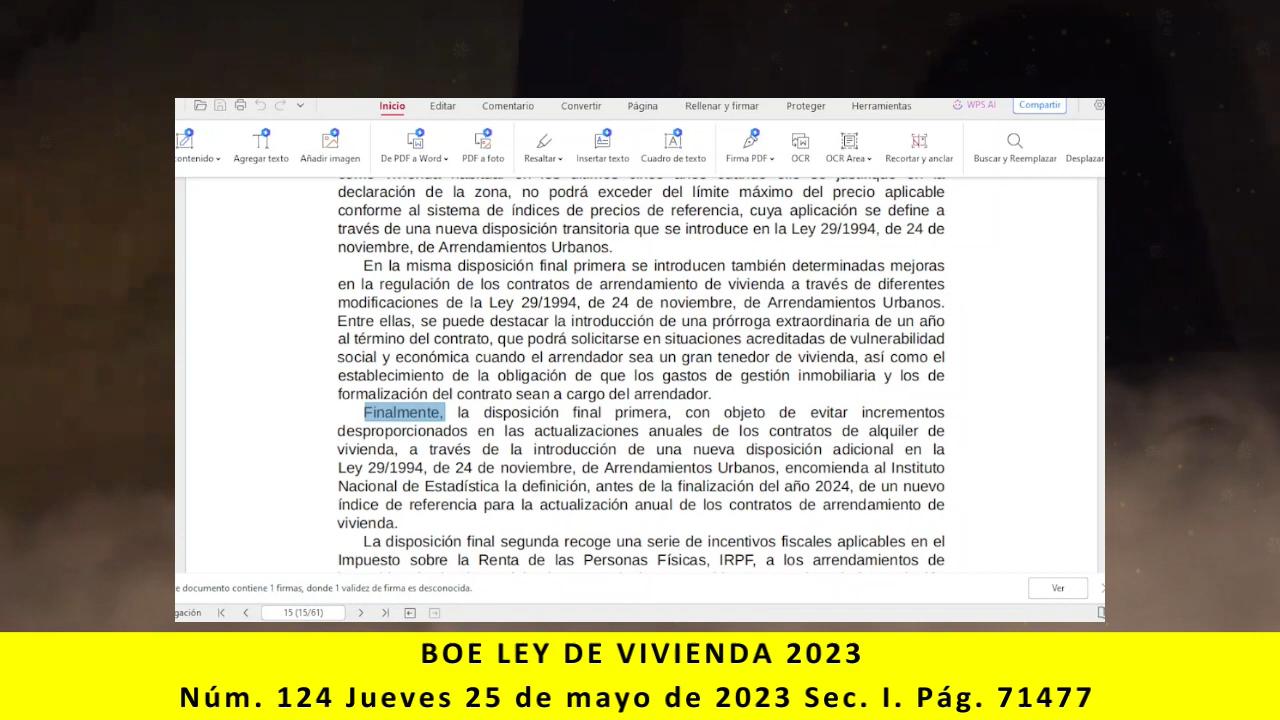 Inicio Editar Comentario Convertir Página Rellenar y firmar Proteger Herramientas WPS AI Compartir
ontenido Agregar texto Añadir imagen De PDF a Word PDF a foto Resaltar Insertar texto Cuadro de texto Firma PDF OCR OCR Area Recortar y anclar Buscar y Reemplazar Desplazar
declaración de la zona, no podrá exceder del límite máximo del precio aplicable
conforme al sistema de índices de precios de referencia, cuya aplicación se define a
través de una nueva disposición transitoria que se introduce en la Ley 29/1994, de 24 de
noviembre, de Arrendamientos Urbanos.
En la misma disposición final primera se introducen también determinadas mejoras
en la regulación de los contratos de arrendamiento de vivienda a través de diferentes
modificaciones de la Ley 29/1994, de 24 de noviembre, de Arrendamientos Urbanos.
Entre ellas, se puede destacar la introducción de una prórroga extraordinaria de un año
al término del contrato, que podrá solicitarse en situaciones acreditadas de vulnerabilidad
social y económica cuando el arrendador sea un gran tenedor de vivienda, así como el
establecimiento de la obligación de que los gastos de gestión inmobiliaria y los de
formalización del contrato sean a cargo del arrendador.
Finalmente, la disposición final primera, con objeto de evitar incrementos
desproporcionados en las actualizaciones anuales de los contratos de alquiler de
vivienda, a través de la introducción de una nueva disposición adicional en la
Ley 29/1994, de 24 de noviembre, de Arrendamientos Urbanos, encomienda al Instituto
Nacional de Estadística la definición, antes de la finalización del año 2024, de un nuevo
índice de referencia para la actualización anual de los contratos de arrendamiento de
vivienda.
La disposición final segunda recoge una serie de incentivos fiscales aplicables en el
Impuesto sobre la Renta de las Personas Físicas, IRPF, a los arrendamientos de
e documento contiene 1 firmas, donde 1 validez de firma es desconocida. Ver
gación 15 (15/61)
BOE LEY DE VIVIENDA 2023
Núm. 124 Jueves 25 de mayo de 2023 Sec. I. Pág. 71477